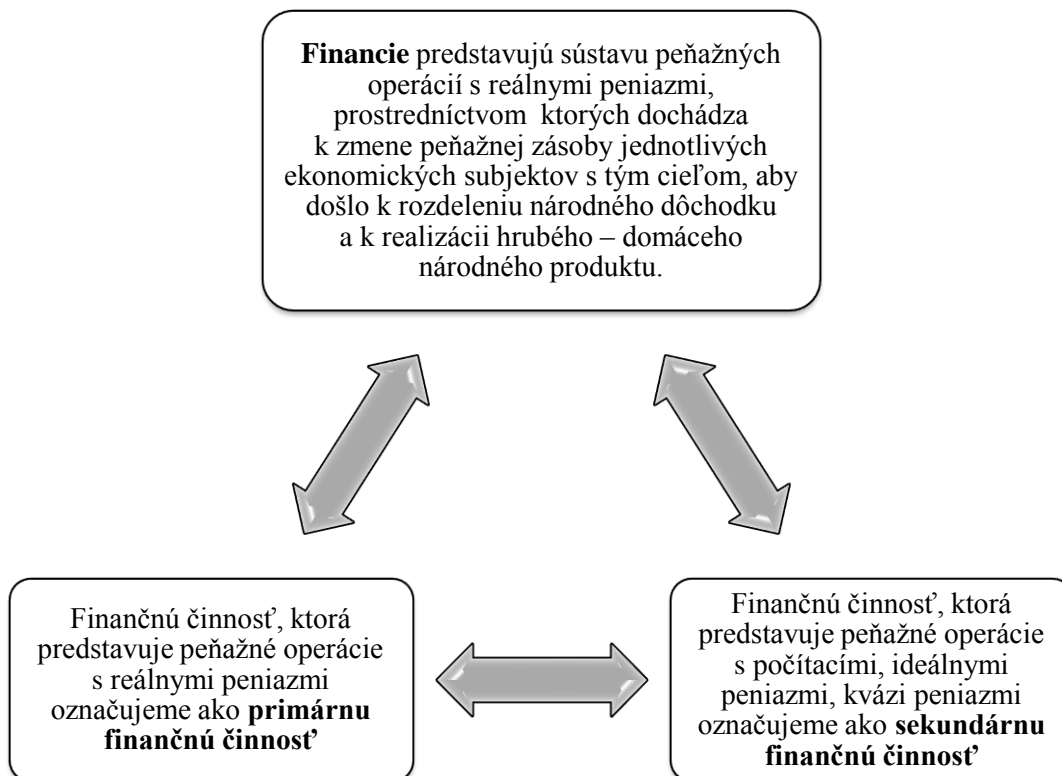 Financie predstavujú sústavu peňažných
operácií s reálnymi peniazmi,
prostredníctvom ktorých dochádza
k zmene peňažnej zásoby jednotlivých
ekonomických subjektov s tým cieľom, aby
došlo k rozdeleniu národného dôchodku
a k realizácii hrubého – domáceho
národného produktu.
Finančnú činnosť, ktorá
predstavuje peňažné operácie
s reálnymi peniazmi
označujeme ako primárnu
finančnú činnosť
Finančnú činnosť, ktorá
predstavuje peňažné operácie
s počítacími, ideálnymi
peniazmi, kvázi peniazmi
označujeme ako sekundárnu
finančnú činnosť